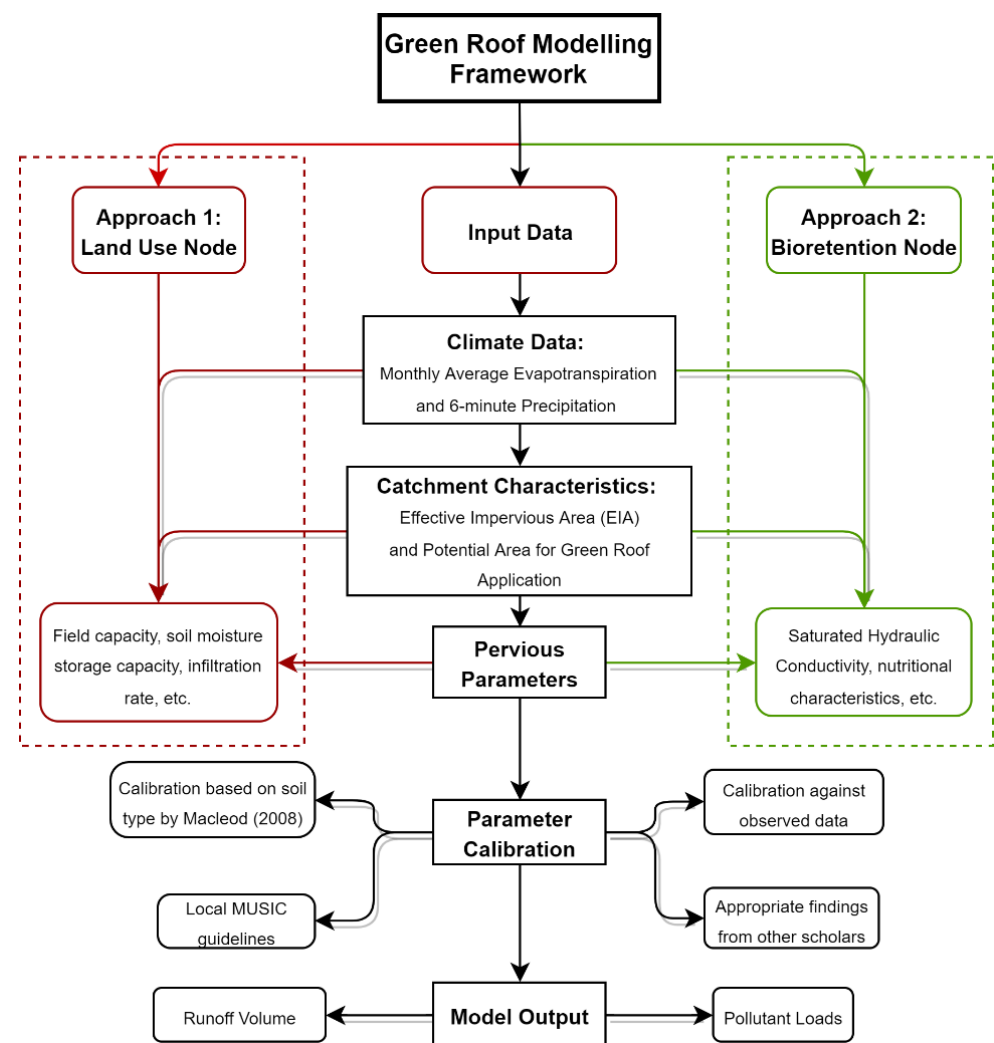 Green Roof Modelling
Framework
Approach 1:
Land Use Node
Input Data
Approach 2:
Bioretention Node
Climate Data:
Monthly Average Evapotranspiration
and 6-minute Precipitation
Catchment Characteristics:
Effective Impervious Area (EIA)
and Potential Area for Green Roof
Application
Field capacity, soil moisture
storage capacity, infiltration
rate, etc.
Pervious
Parameters
Saturated Hydraulic
Conductivity, nutritional
characteristics, etc.
Calibration based on soil
type by Macleod (2008)
Parameter
Calibration
Calibration against
observed data
Local MUSIC
guidelines
Appropriate findings
from other scholars
Runoff Volume
Model Output
Pollutant Loads